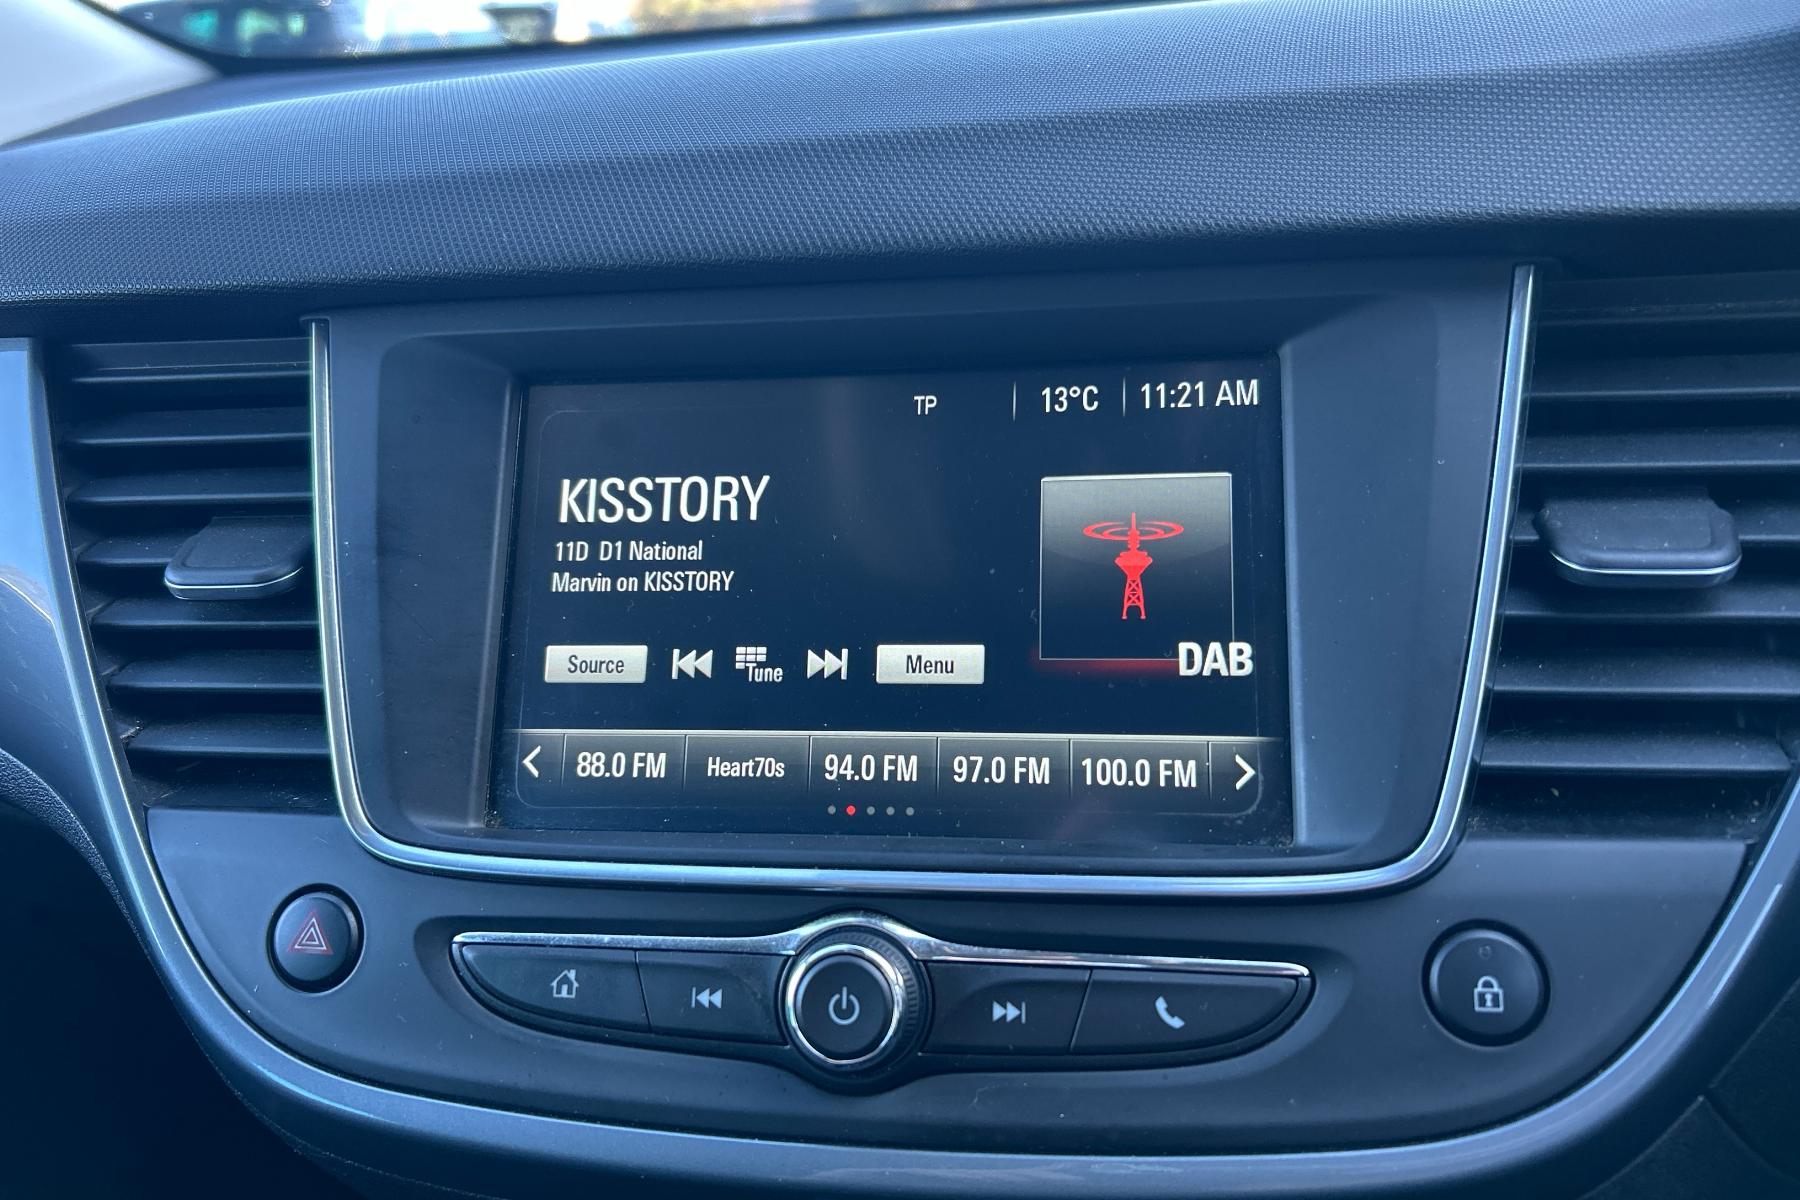 TP 13°C 11:21 AM
KISSTORY
11D D1 National
Marvin on KISSTORY
Source Tune Menu
DAB
88.0 FM Heart70s 94.0 FM 97.0 FM 100.0 FM